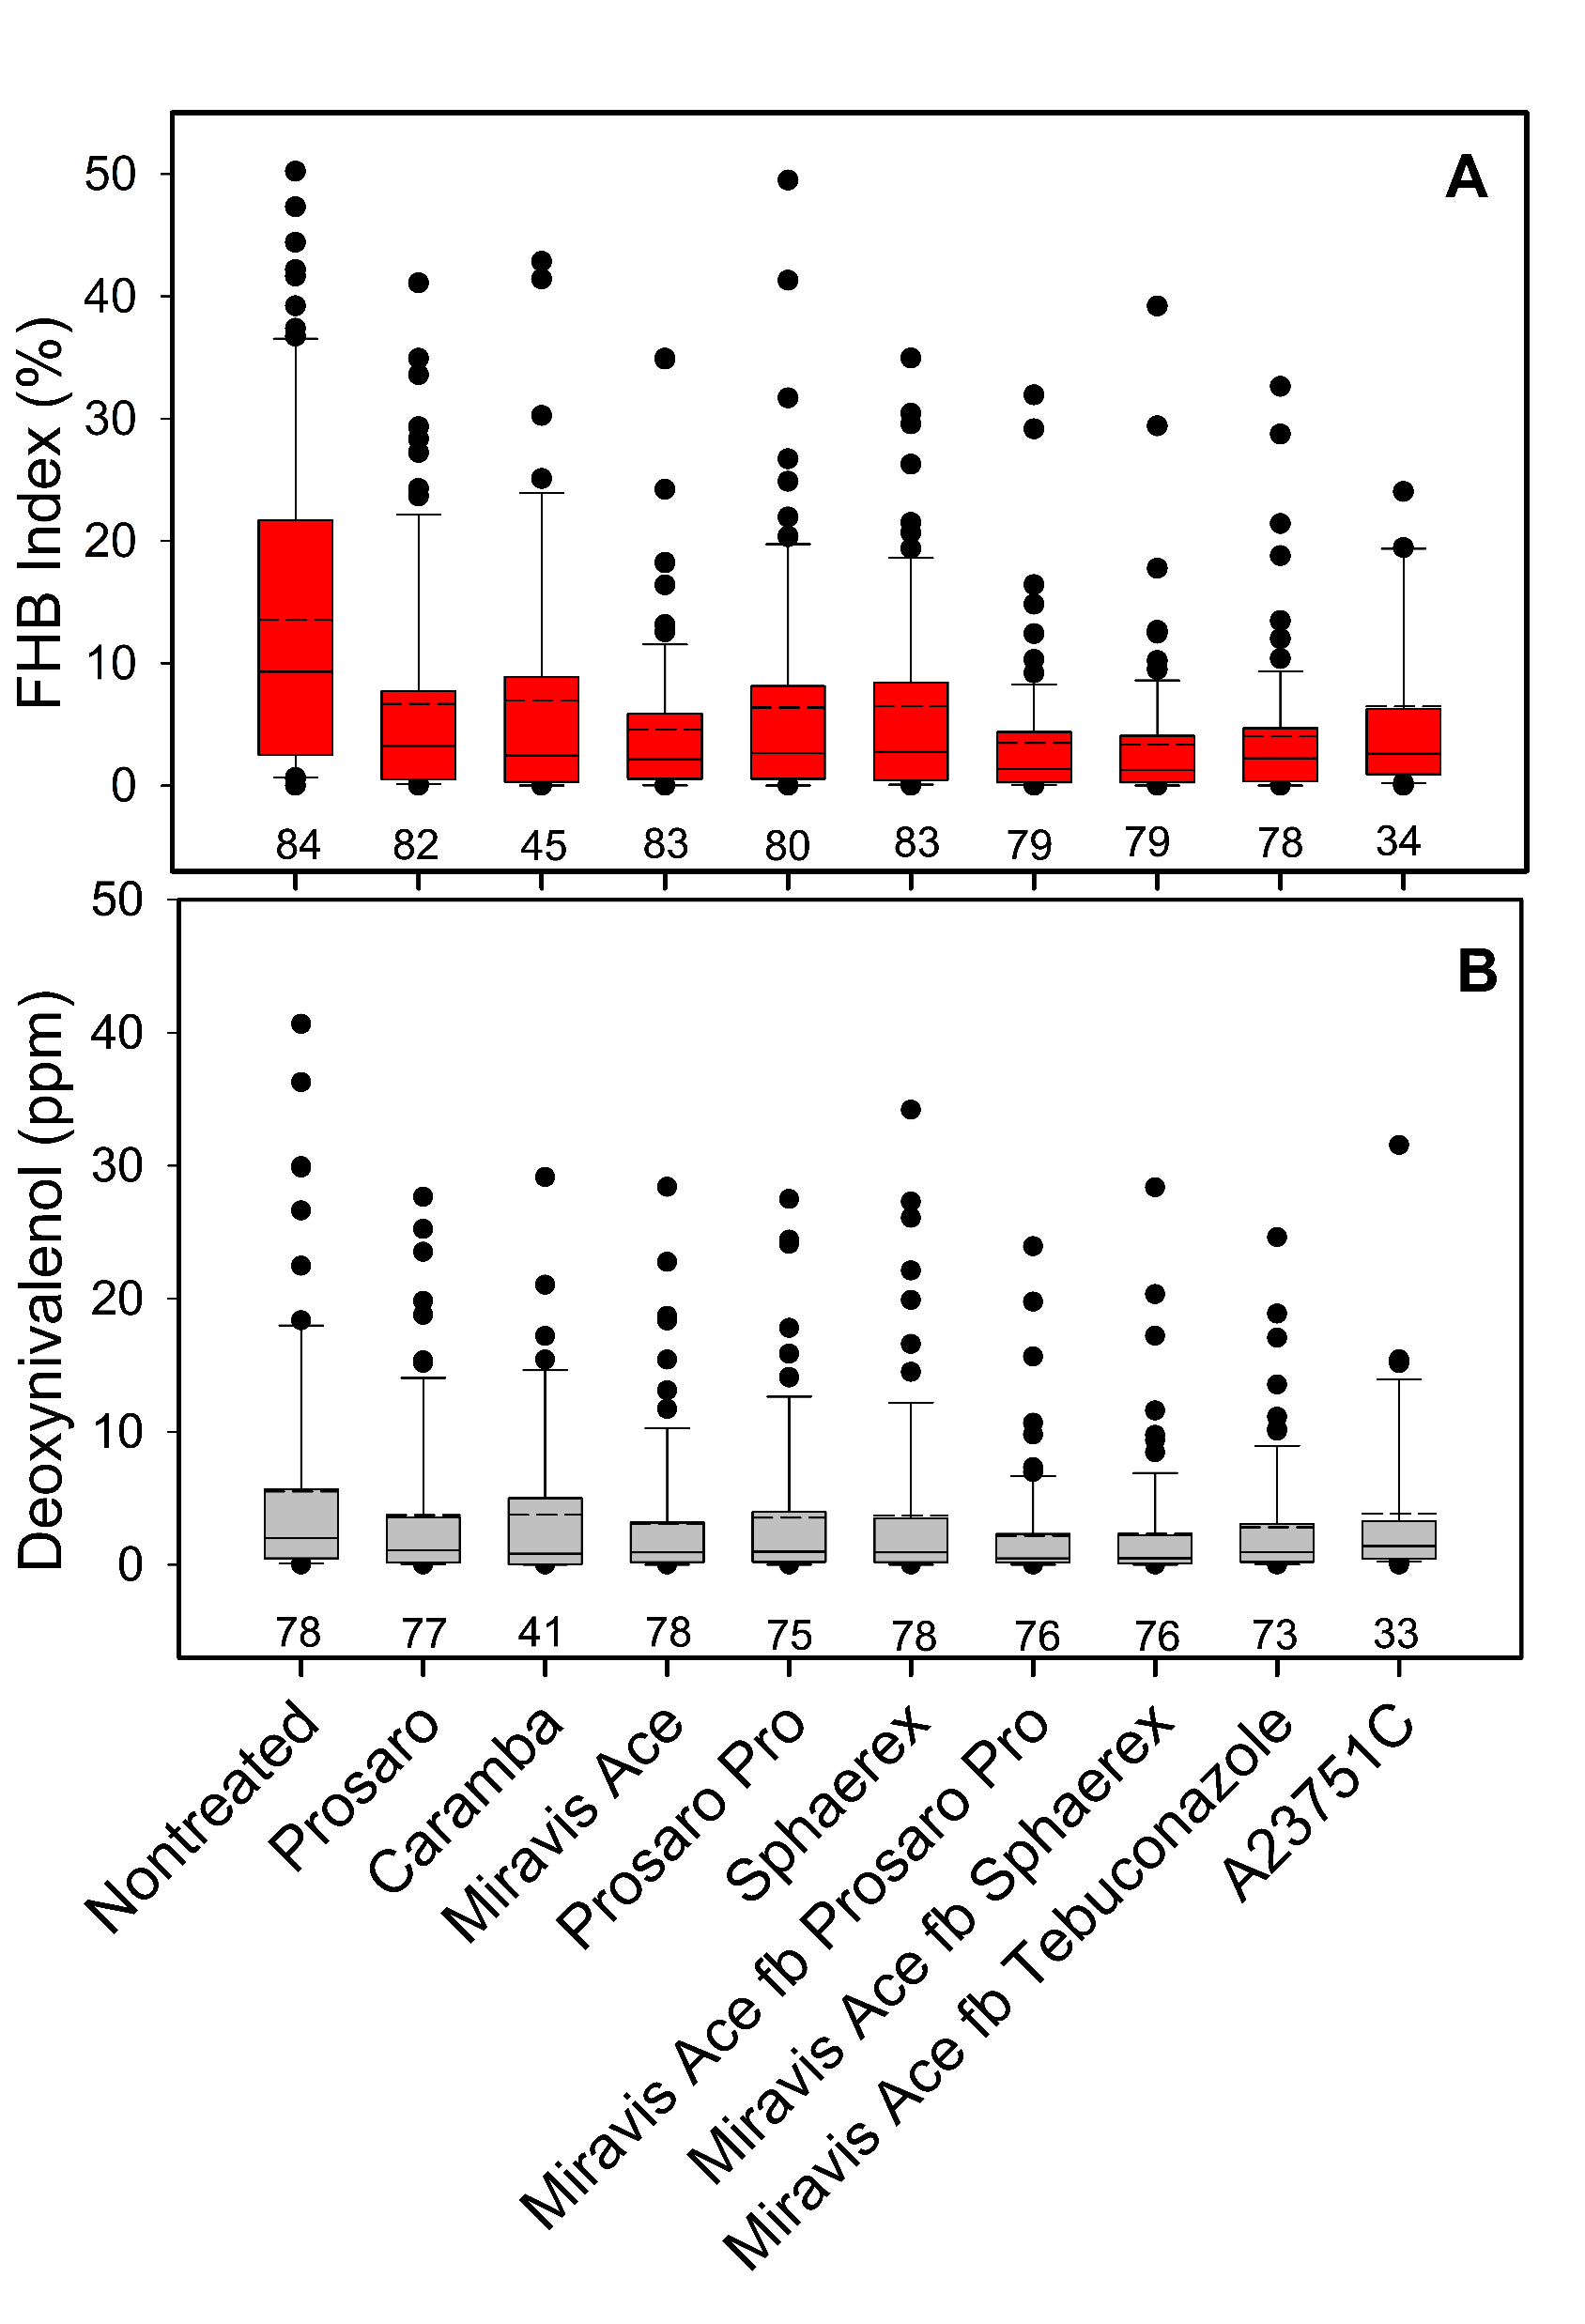 A
FHB Index (%)
50
40
30
20
10
0
84 82 45 83 80 83 79 79 78 34
B
Deoxynivalenol (ppm)
50
40
30
20
10
0
78 77 41 78 75 78 76 76 73 33
Nontreated
Prosaro
Caramba
Miravis Ace
Prosaro Pro
Sphaerex
Miravis Ace fb Prosaro Pro
Miravis Ace fb Sphaerex
Miravis Ace fb Tebuconazole
A23751C